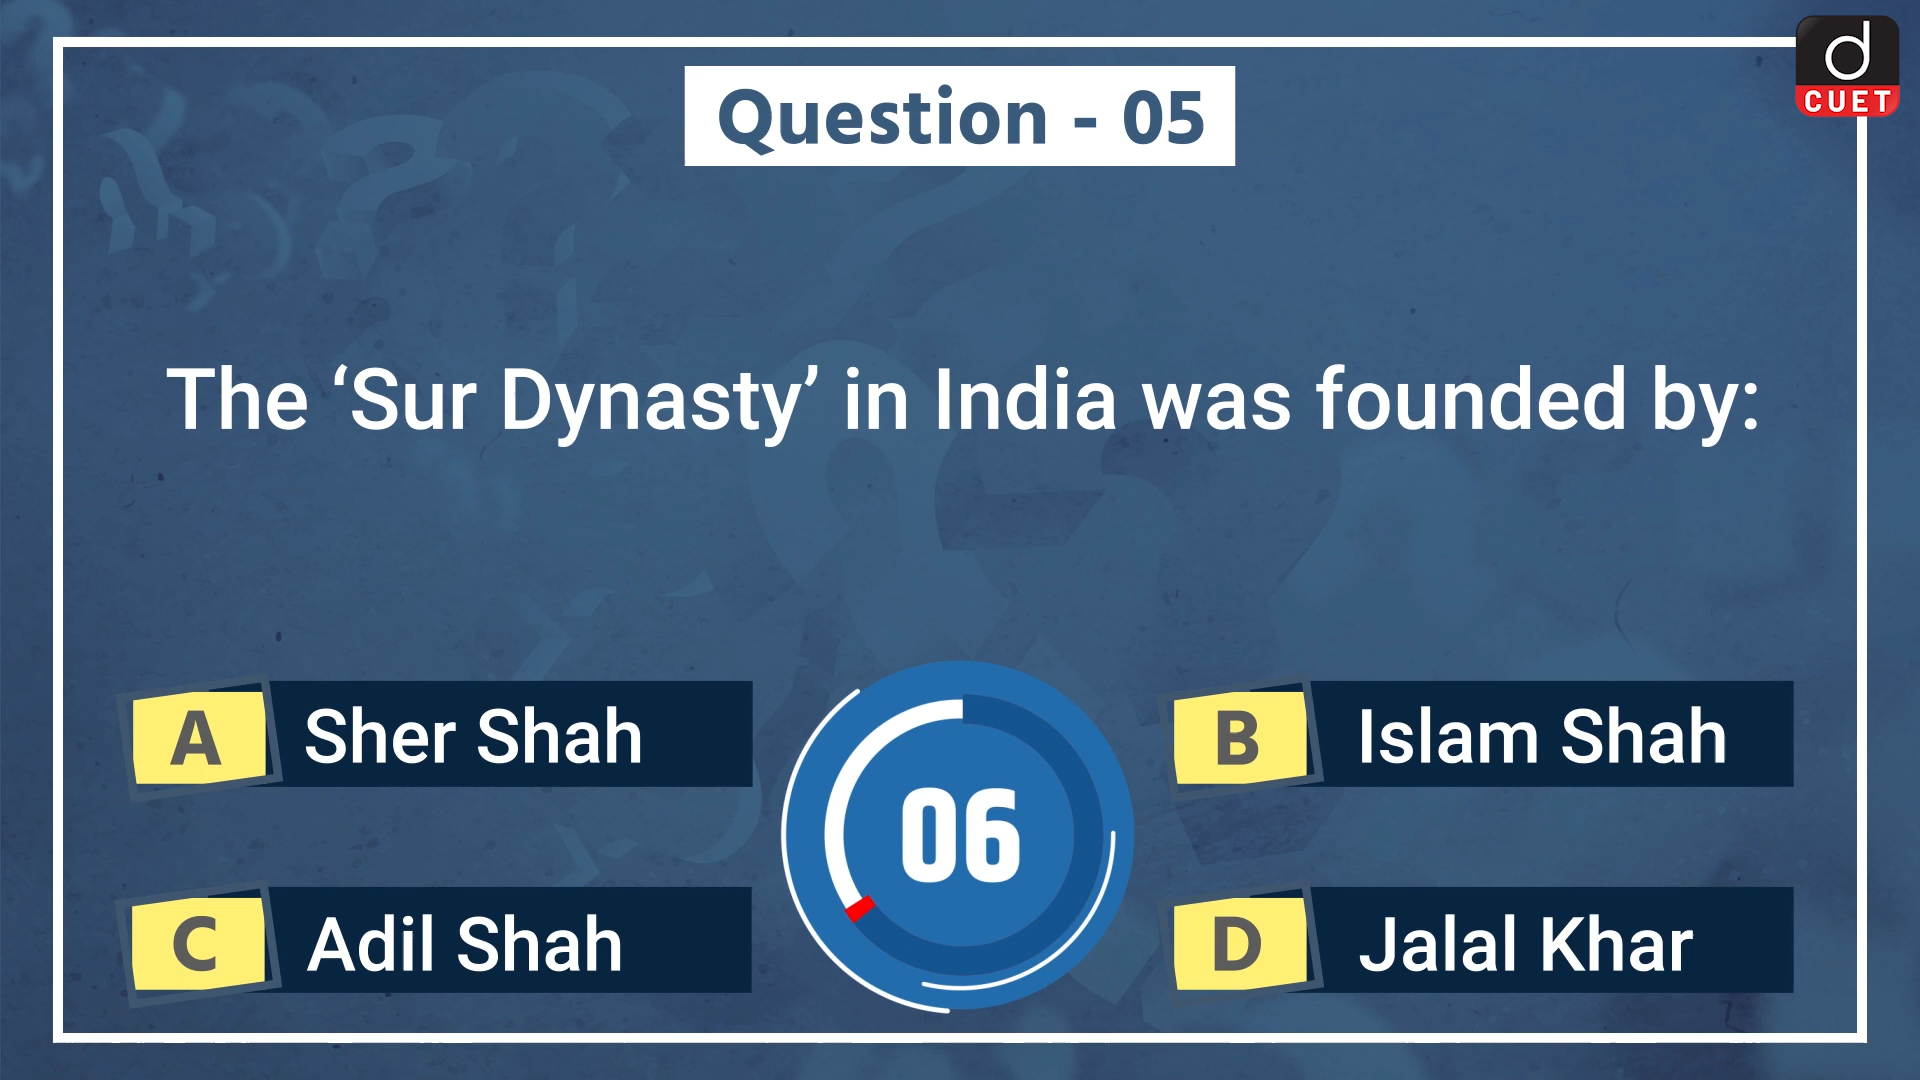 d
CUET
Question - 05
The ‘Sur Dynasty’ in India was founded by:
A Sher Shah
B Islam Shah
06
C Adil Shah
D Jalal Khar